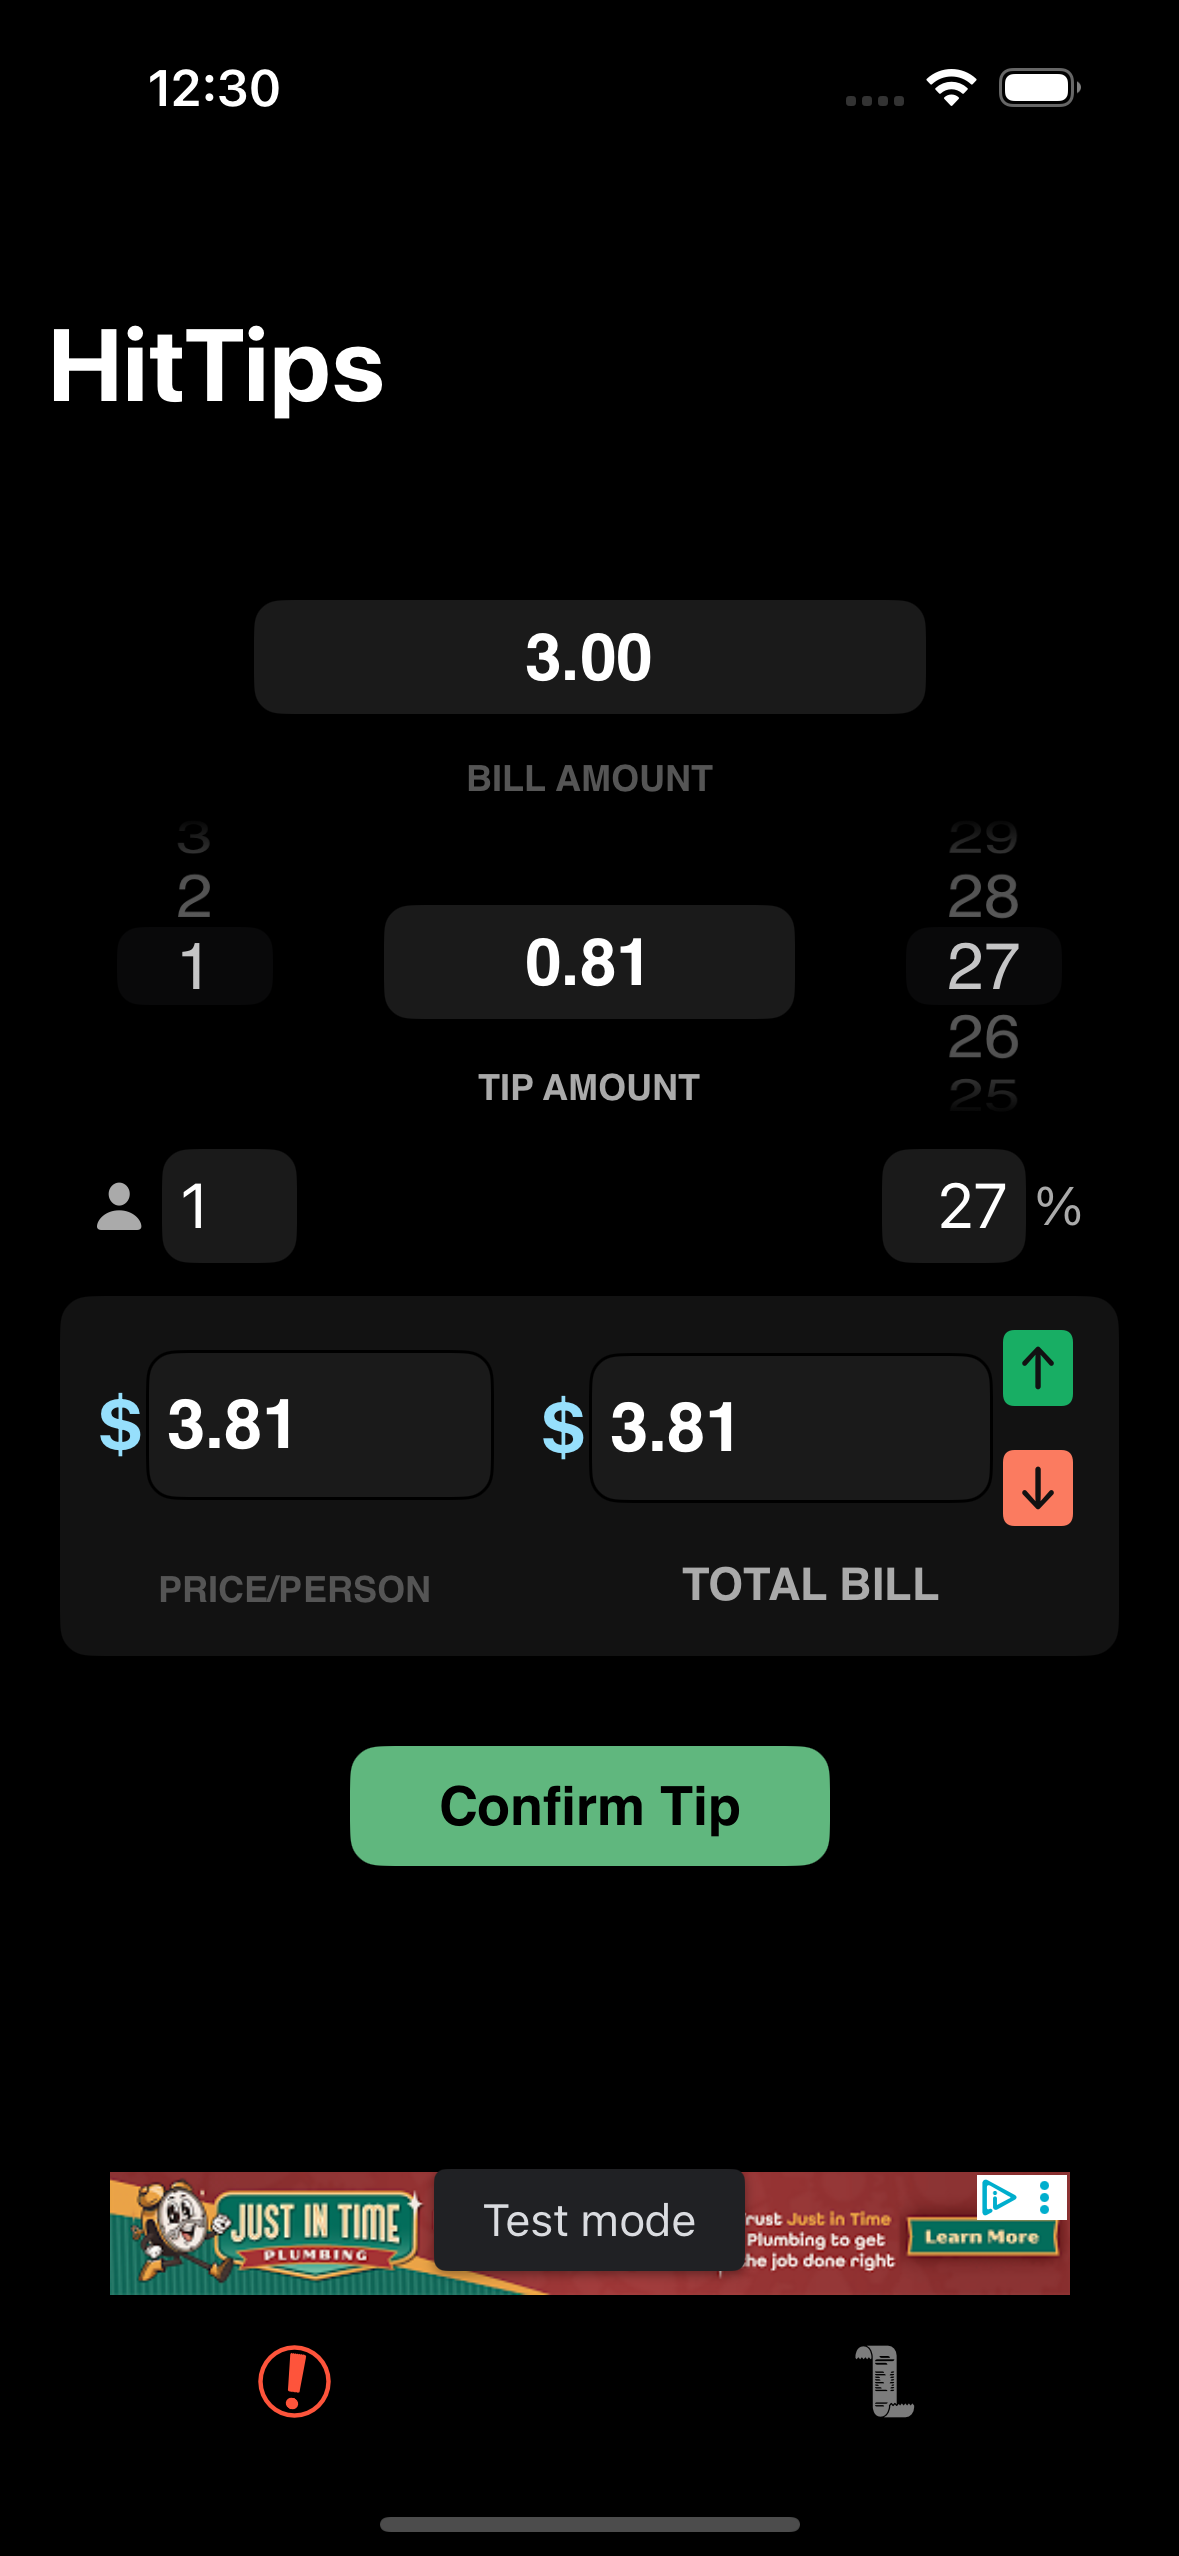 12:30
HitTips
3.00
BILL AMOUNT
3
2
1
0.81
TIP AMOUNT
29
28
27
26
25
1
27 %
$ 3.81
$ 3.81
PRICE/PERSON
TOTAL BILL
Confirm Tip
JUST IN TIME
PLUMBING
Test mode
rust Just in Time
Plumbing to get
he job done right
Learn More